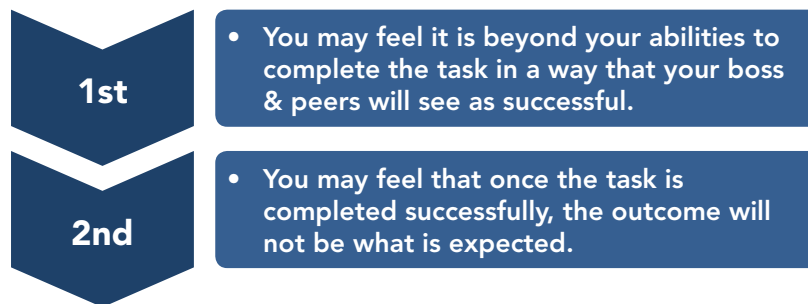 1st
• You may feel it is beyond your abilities to
complete the task in a way that your boss
& peers will see as successful.
2nd
• You may feel that once the task is
completed successfully, the outcome will
not be what is expected.